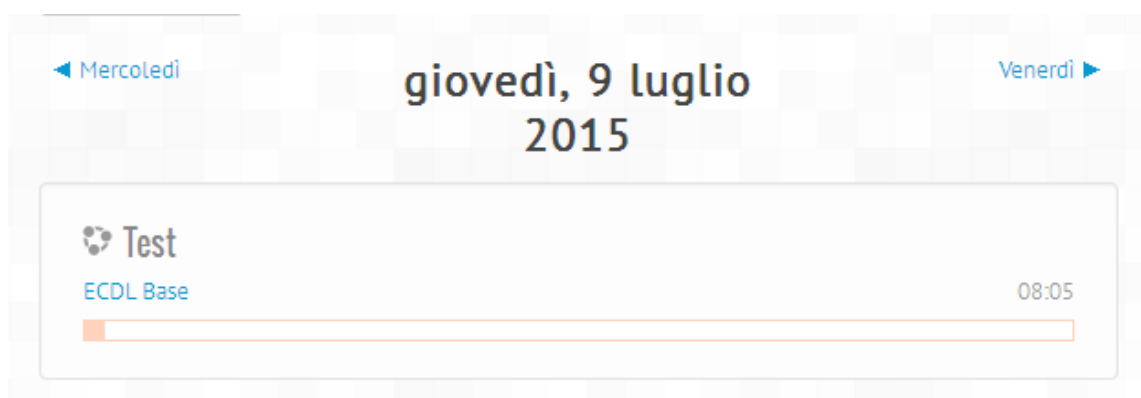 ◄ Mercoledì
giovedì, 9 luglio
2015
Venerdì ►
Test
ECDL Base
08:05